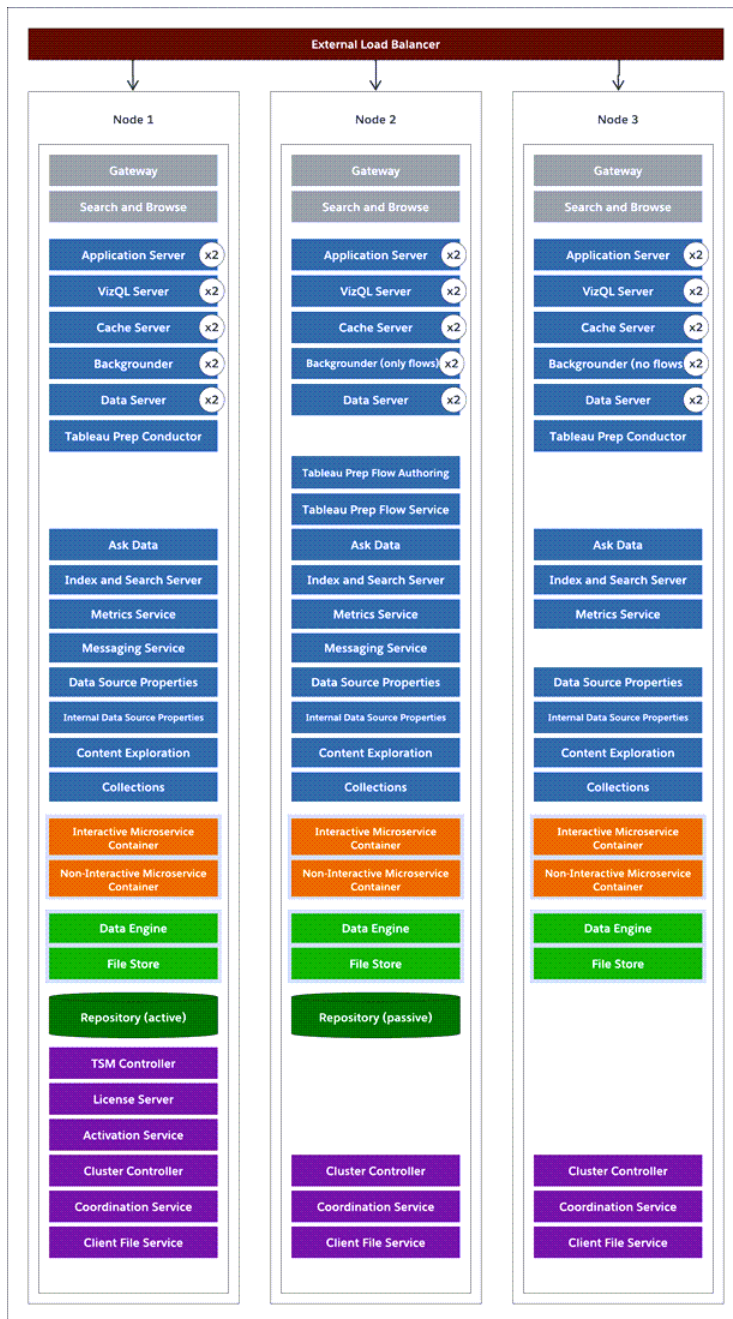 External Load Balancer
Node 1
Gateway
Search and Browse
Application Server x2
VizQL Server x2
Cache Server x2
Backgrounder x2
Data Server x2
Tableau Prep Conductor
Ask Data
Index and Search Server
Metrics Service
Messaging Service
Data Source Properties
Internal Data Source Properties
Content Exploration
Collections
Interactive Microservice
Container
Non-Interactive Microservice
Container
Data Engine
File Store
Repository (active)
TSM Controller
License Server
Activation Service
Cluster Controller
Coordination Service
Client File Service
Node 2
Gateway
Search and Browse
Application Server x2
VizQL Server x2
Cache Server x2
Backgrounder (only flows) x2
Data Server x2
Tableau Prep Flow Authoring
Tableau Prep Flow Service
Ask Data
Index and Search Server
Metrics Service
Messaging Service
Data Source Properties
Internal Data Source Properties
Content Exploration
Collections
Interactive Microservice
Container
Non-Interactive Microservice
Container
Data Engine
File Store
Repository (passive)
Cluster Controller
Coordination Service
Client File Service
Node 3
Gateway
Search and Browse
Application Server x2
VizQL Server x2
Cache Server x2
Backgrounder (no flows x2
Data Server x2
Tableau Prep Conductor
Ask Data
Index and Search Server
Metrics Service
Data Source Properties
Internal Data Source Properties
Content Exploration
Collections
Interactive Microservice
Container
Non-Interactive Microservice
Container
Data Engine
File Store
Cluster Controller
Coordination Service
Client File Service